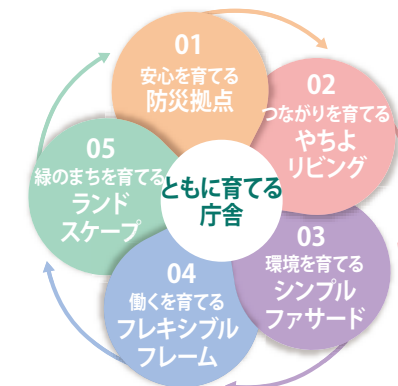 01
安心を育てる
防災拠点
02
つながりを育てる
やちよ
リビング
03
環境を育てる
シンプル
ファサード
04
働くを育てる
フレキシブル
フレーム
05
緑のまちを育てる
ランド
スケープ
ともに育てる
庁舎